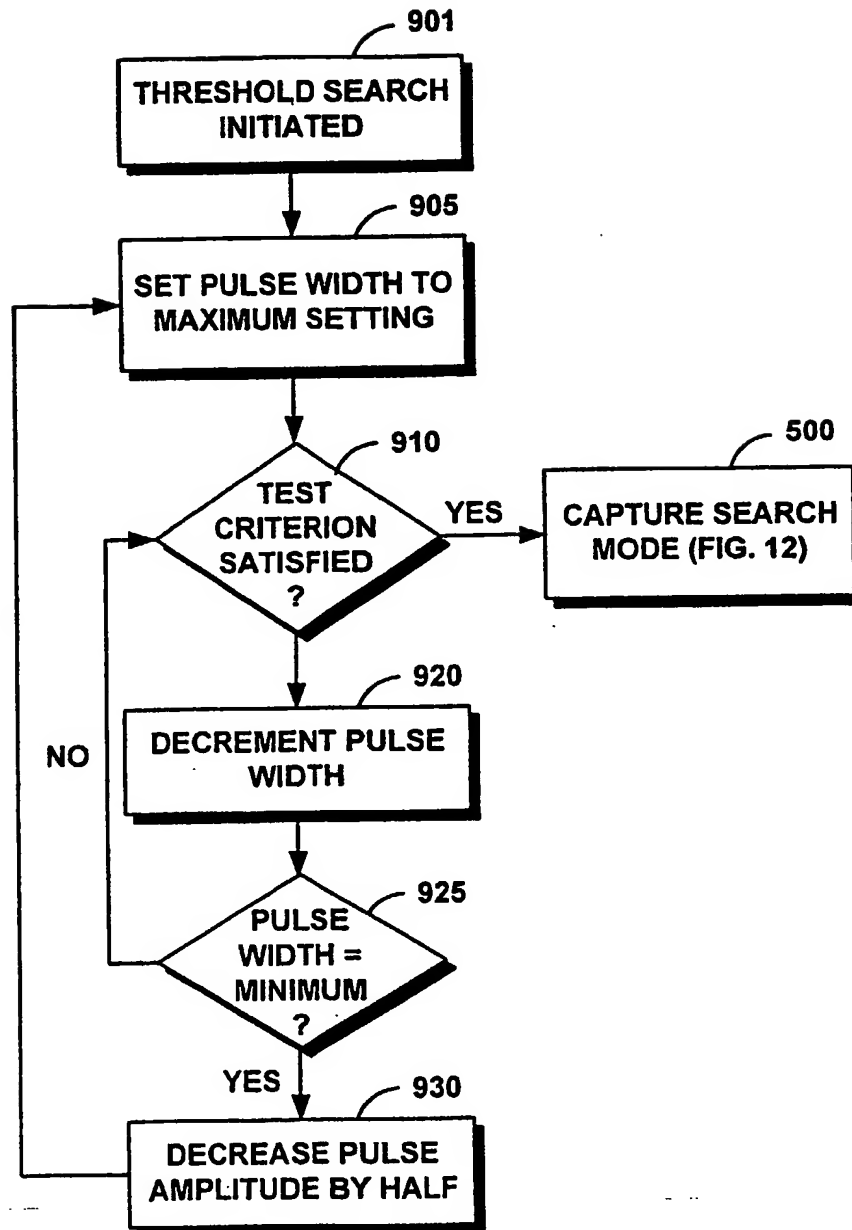 901
THRESHOLD SEARCH
INITIATED
905
SET PULSE WIDTH TO
MAXIMUM SETTING
910
TEST
CRITERION
SATISFIED
?
YES
500
CAPTURE SEARCH
MODE (FIG. 12)
920
DECREMENT PULSE
WIDTH
NO
925
PULSE
WIDTH =
MINIMUM
?
YES
930
DECREASE PULSE
AMPLITUDE BY HALF